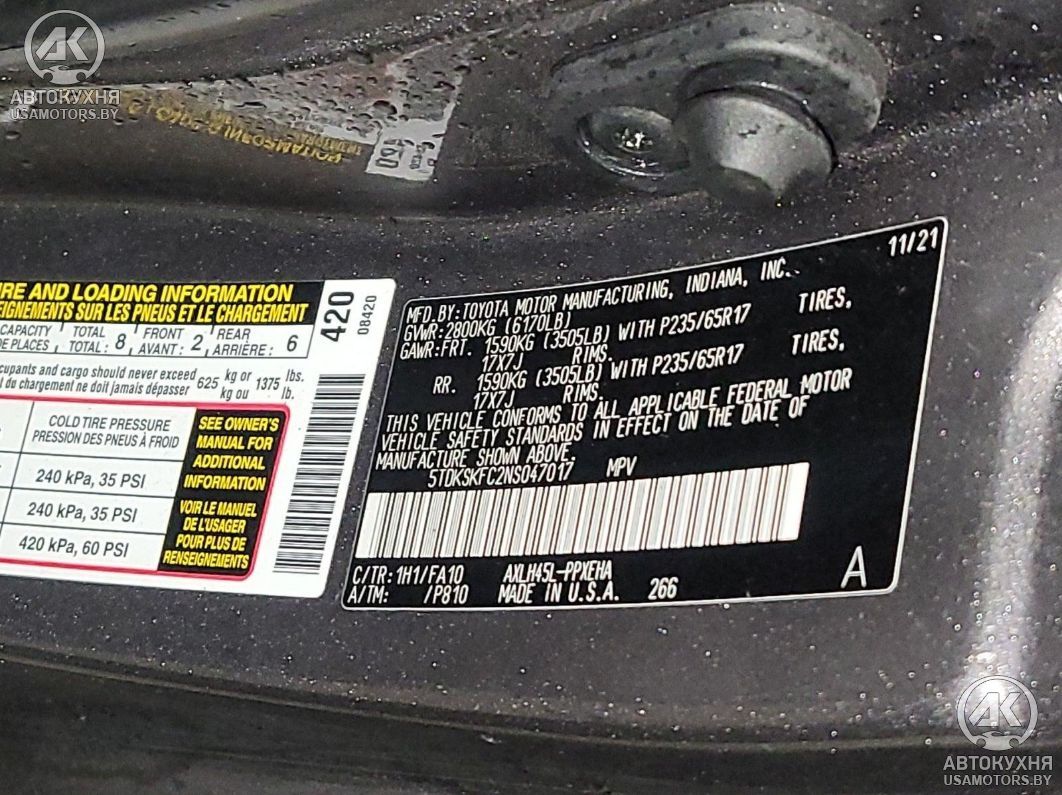 АК
АВТОКУХНЯ
USAMOTORS.BY
RE AND LOADING INFORMATION
EIGNEMENTS SUR LES PNEUS ET LE CHARGEMENT
CAPACITY TOTAL FRONT REAR
DE PLACES TOTAL: 8 AVANT: 2 ARRIÈRE: 6
cupants and cargo should never exceed 625 kg or 1375 lbs.
l du chargement ne doit jamais dépasser kg ou lb.
COLD TIRE PRESSURE
PRESSION DES PNEUS À FROID
240 kPa, 35 PSI
240 kPa, 35 PSI
420 kPa, 60 PSI
SEE OWNER'S
MANUAL FOR
ADDITIONAL
INFORMATION
VOIR LE MANUEL
DE L'USAGER
POUR PLUS DE
RENSEIGNEMENTS
420
08420
11/21
MFD.BY:TOYOTA MOTOR MANUFACTURING, INDIANA, INC.
GVWR:2800KG (6170LB)
GAWR:FRT. 1590KG (3505LB) WITH P235/65R17 TIRES,
17X7J RIMS.
RR. 1590KG (3505LB) WITH P235/65R17 TIRES,
17X7J RIMS.
THIS VEHICLE CONFORMS TO ALL APPLICABLE FEDERAL MOTOR
VEHICLE SAFETY STANDARDS IN EFFECT ON THE DATE OF
MANUFACTURE SHOWN ABOVE.
5TDKSKFC2NS047017 MPV
C/TR: 1H1/FA10 AXLH45L-PPXEHA
A/TM: /P810 MADE IN U.S.A. 266
A
АК
АВТОКУХНЯ
USAMOTORS.BY